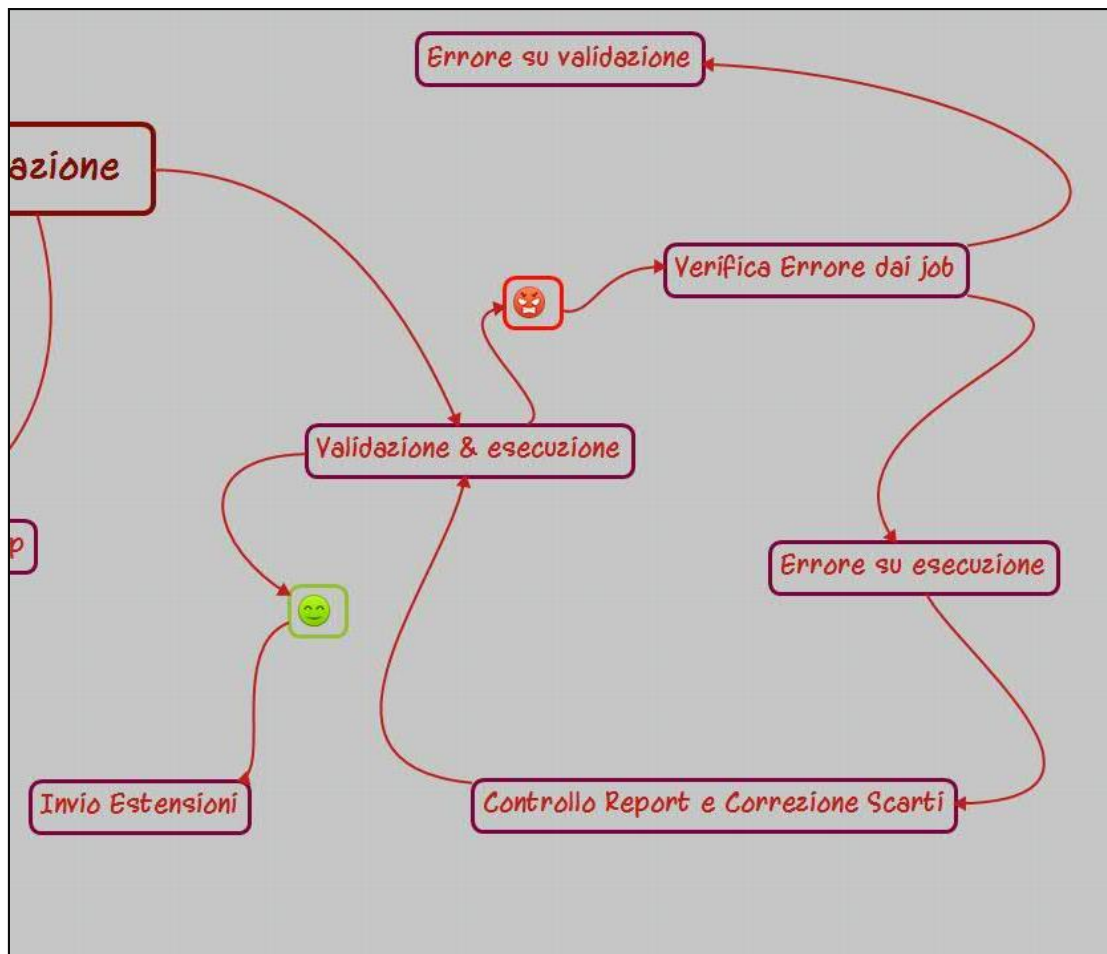 Errore su validazione
azione
Verifica Errore dai job
Validazione & esecuzione
p
Errore su esecuzione
Invio Estensioni
Controllo Report e Correzione Scarti